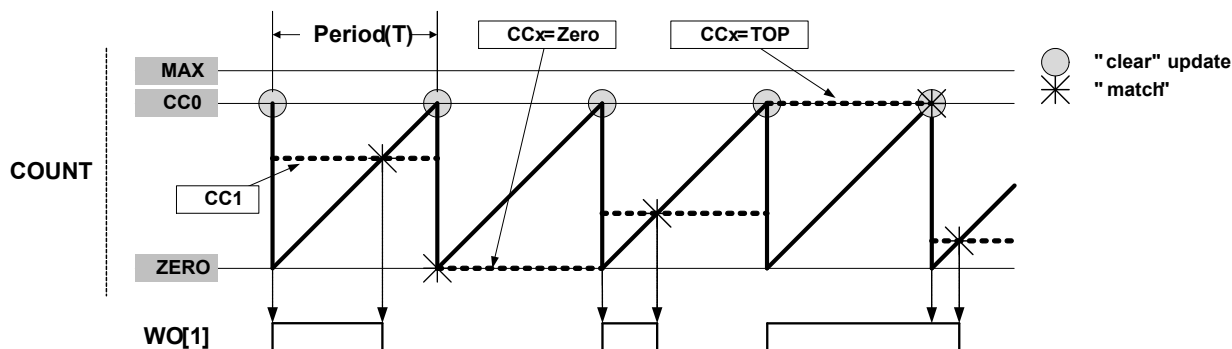 Period(T)
CCx=Zero
CCx=TOP
"clear" update
"match"
MAX
CC0
COUNT
CC1
ZERO
WO[1]